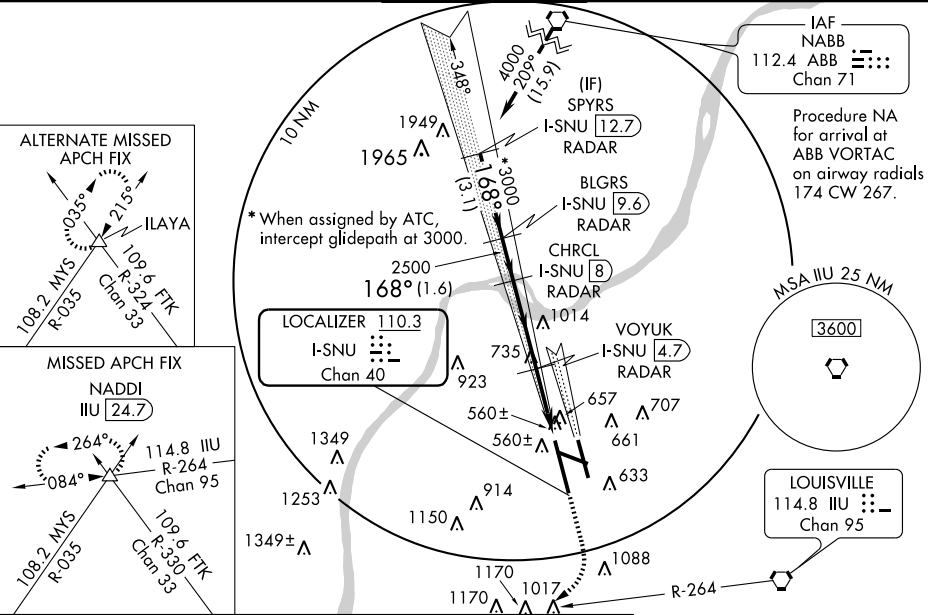 IAF
NABB
112.4 ABB
Chan 71
Procedure NA
for arrival at
ABB VORTAC
on airway radials
174 CW 267.
4000
209°
(15.9)
348°
10 NM
(IF)
SPYRS
I-SNU 12.7
RADAR
1949
1965
*3000
168°
(3.1)
BLGRS
I-SNU 9.6
RADAR
* When assigned by ATC,
intercept glidepath at 3000.
2500
168° (1.6)
CHRCL
I-SNU 8
RADAR
1014
ALTERNATE MISSED
APCH FIX
035°
215°
ILAYA
108.2 MYS
R-035
109.6 FTK
R-324
Chan 33
MSA IIU 25 NM
3600
LOCALIZER 110.3
I-SNU
Chan 40
735
923
VOYUK
I-SNU 4.7
RADAR
657
707
560±
560±
661
633
MISSED APCH FIX
NADDI
IIU 24.7
264°
084°
114.8 IIU
R-264
Chan 95
108.2 MYS
R-035
109.6 FTK
R-330
Chan 33
1349
1253
914
1150
1349±
1088
1170
1170
1017
R-264
LOUISVILLE
114.8 IIU
Chan 95